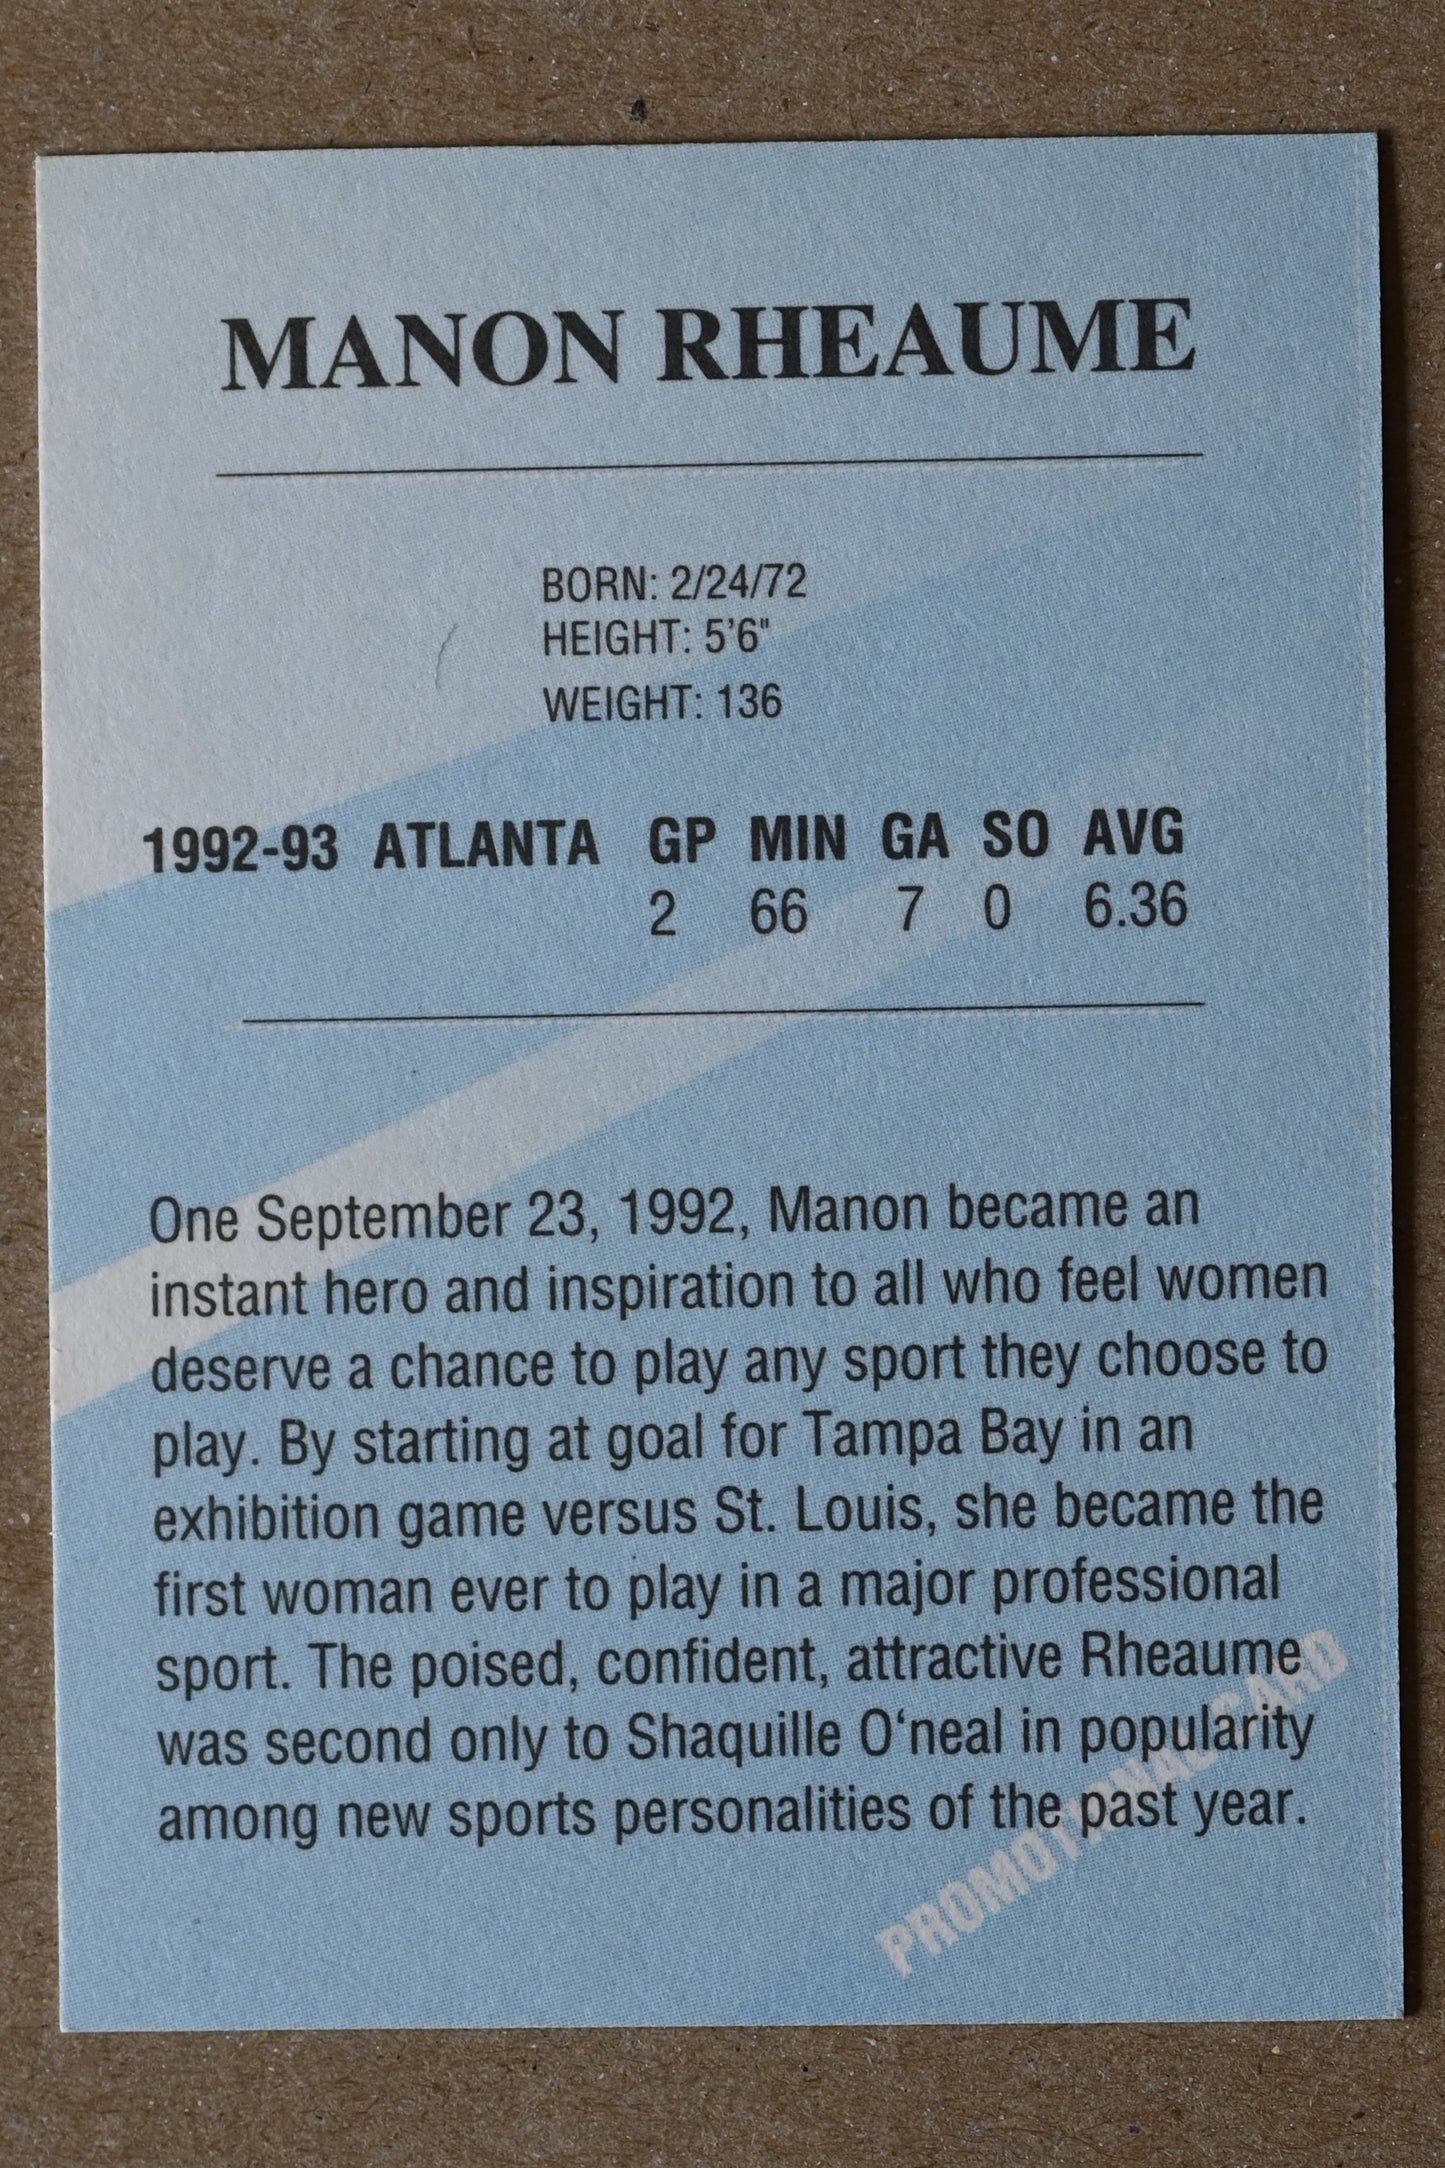 MANON RHEAUME
BORN: 2/24/72
HEIGHT: 5'6"
WEIGHT: 136
1992-93 ATLANTA GP MIN GA SO AVG
2 66 7 0 6.36
One September 23, 1992, Manon became an
instant hero and inspiration to all who feel women
deserve a chance to play any sport they choose to
play. By starting at goal for Tampa Bay in an
exhibition game versus St. Louis, she became the
first woman ever to play in a major professional
sport. The poised, confident, attractive Rheaume
was second only to Shaquille O‘neal in popularity
among new sports personalities of the past year.
PROMOTIONAL CARD